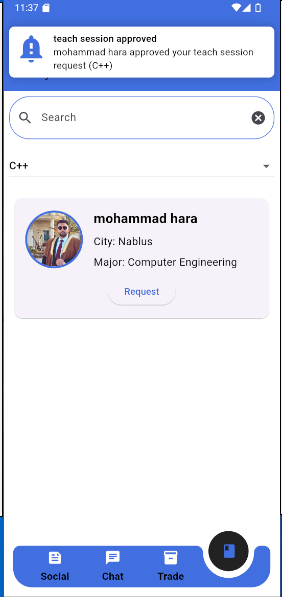 11:37
teach session approved
mohammad hara approved your teach session
request (C++)
Search
C++
mohammad hara
City: Nablus
Major: Computer Engineering
Request
Social Chat Trade